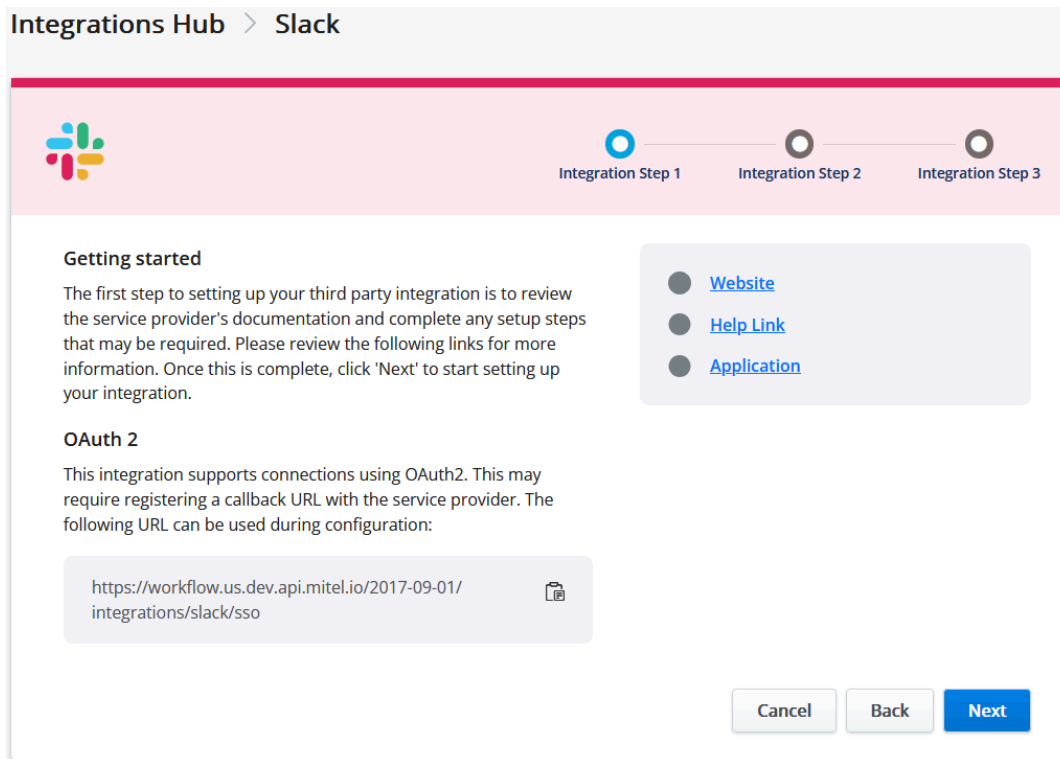 Integrations Hub > Slack
Integration Step 1
Integration Step 2
Integration Step 3
Getting started
The first step to setting up your third party integration is to review
the service provider's documentation and complete any setup steps
that may be required. Please review the following links for more
information. Once this is complete, click 'Next' to start setting up
your integration.
OAuth 2
This integration supports connections using OAuth2. This may
require registering a callback URL with the service provider. The
following URL can be used during configuration:
https://workflow.us.dev.api.mitel.io/2017-09-01/
integrations/slack/sso
Website
Help Link
Application
Cancel
Back
Next